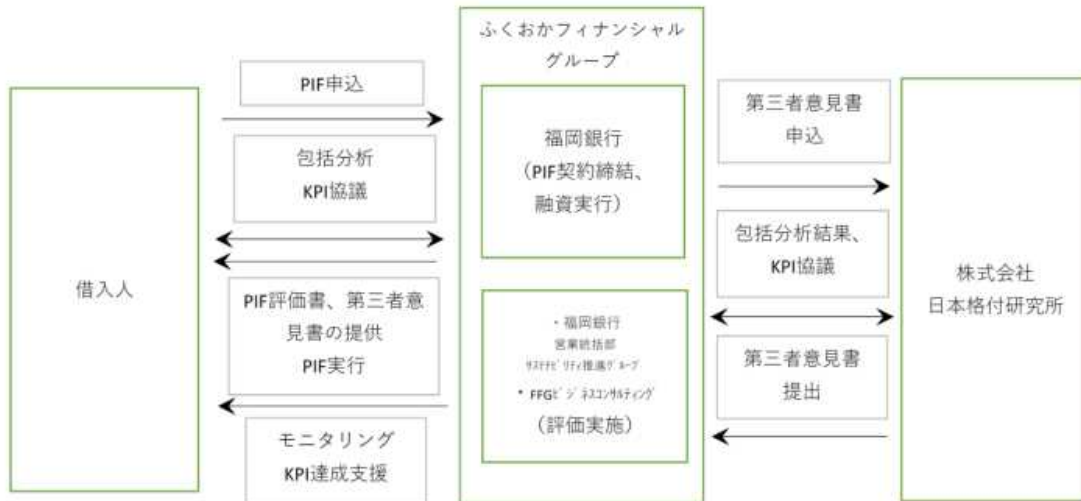 ふくおかフィナンシャル
グループ
PIF申込
包括分析
KPI協議
借入人
PIF評価書、第三者意
見書の提供
PIF実行
モニタリング
KPI達成支援
福岡銀行
(PIF契約締結、
融資実行)
・福岡銀行
営業統括部
ｻｽﾃﾅﾋﾞﾘﾃｨ推進ｸﾞﾙｰﾌﾟ
・FFGﾋﾞｼﾞﾈｽｺﾝｻﾙﾃｨﾝｸﾞ
(評価実施)
第三者意見書
申込
包括分析結果、
KPI協議
第三者意見書
提出
株式会社
日本格付研究所